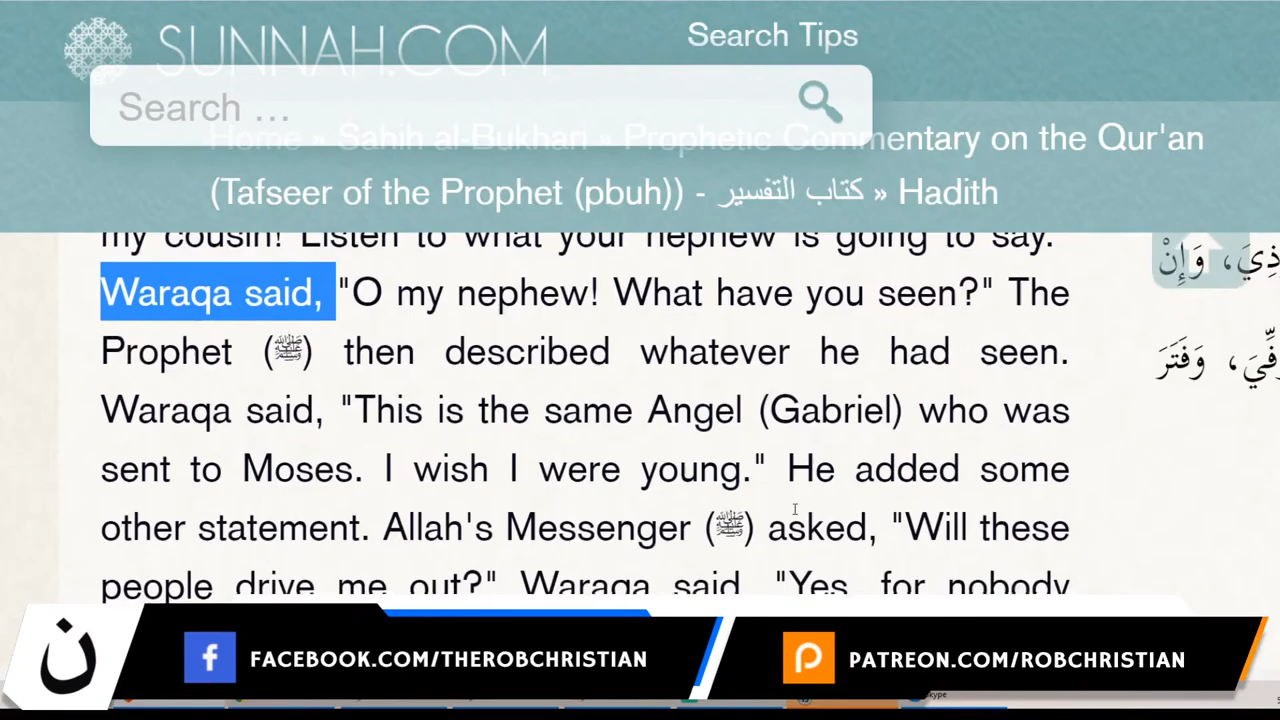 SUNNAH.COM
Search Tips
Search ...
Home » Sahih al-Bukhari » Prophetic Commentary on the Qur'an
(Tafseer of the Prophet (pbuh)) - كتاب التفسير » Hadith
my cousin! Listen to what your nephew is going to say.
Waraqa said, "O my nephew! What have you seen?" The
Prophet (ﷺ) then described whatever he had seen.
Waraqa said, "This is the same Angel (Gabriel) who was
sent to Moses. I wish I were young." He added some
other statement. Allah's Messenger (ﷺ) asked, "Will these
people drive me out?" Waraqa said, "Yes, for nobody
وَإِنْ
وَفَتَرَ
ن
FACEBOOK.COM/THEROBCHRISTIAN
PATREON.COM/ROBCHRISTIAN
skype